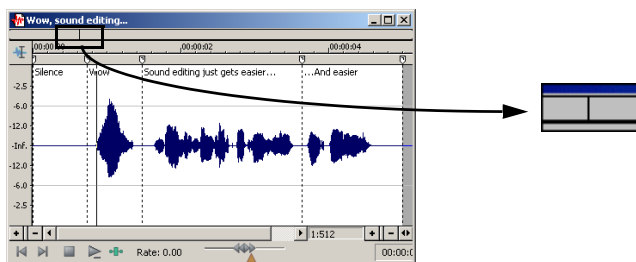 Wow, sound editing...
00:00:00 00:00:02 00:00:04
Silence Wow Sound editing just gets easier... ...And easier
-2.5
-6.0
-12.0
-Inf.
-12.0
-6.0
-2.5
1:512
Rate: 0.00 00:00:0